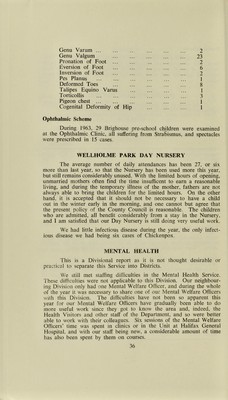 Genu Varum ... ... ... ... ... 2
Genu Valgum ... ... ... ... ... 23
Pronation of Foot ... ... ... ... 2
Eversion of Foot ... ... ... ... 6
Inversion of Foot ... ... ... ... 2
Pes Planus ... ... ... ... ... 1
Deformed Toes ... ... ... ... 8
Talipes Equino Varus ... ... ... 1
Torticollis ... ... ... ... ... 3
Pigeon chest ... ... ... ... ... 1
Cogenital Deformity of Hip ... ... ... 1
Ophthalmic Scheme
During 1963, 29 Brighouse pre-school children were examined
at the Ophthalmic Clinic, all suffering from Strabismus, and spectacles
were prescribed in 15 cases.
WELLHOLME PARK DAY NURSERY
The average number of daily attendances has been 27, or six
more than last year, so that the Nursery has been used more this year,
but still remains considerably unused. With the limited hours of opening,
unmarried mothers often find the time insufficent to earn a reasonable
living, and during the temporary illness of the mother, fathers are not
always able to bring the children for the limited hours. On the other
hand, it is accepted that it should not be necessary to have a child
out in the winter early in the morning, and one cannot but agree that
the present policy of the County Council is reasonable. The children
who are admitted, all benefit considerably from a stay in the Nursery,
and I am satisfied that our Day Nursery is still doing very useful work.
We had little infectious disease during the year, the only infect-
ious disease we had being six cases of Chickenpox.
MENTAL HEALTH
This is a Divisional report as it is not thought desirable or
practical to separate this Service into Districts.
We still met staffing difficulties in the Mental Health Service.
These difficulties were not applicable to this Division. Our neighbour-
ing Division only had one Mental Welfare Officer, and during the whole
of the year it was necessary to share one of our Mental Welfare Officers
with this Division. The difficulties have not been so apparent this
year for our Mental Welfare Officers have gradually been able to do
more useful work since they got to know the area and, indeed, the
Health Visitors and other staff of the Department, and so were better
able to work with their colleagues. Six sessions of the Mental Welfare
Officers' time was spent in clinics or in the Unit at Halifax General
Hospital, and with our staff being new, a considerable amount of time
has also been spent by them on courses.
36